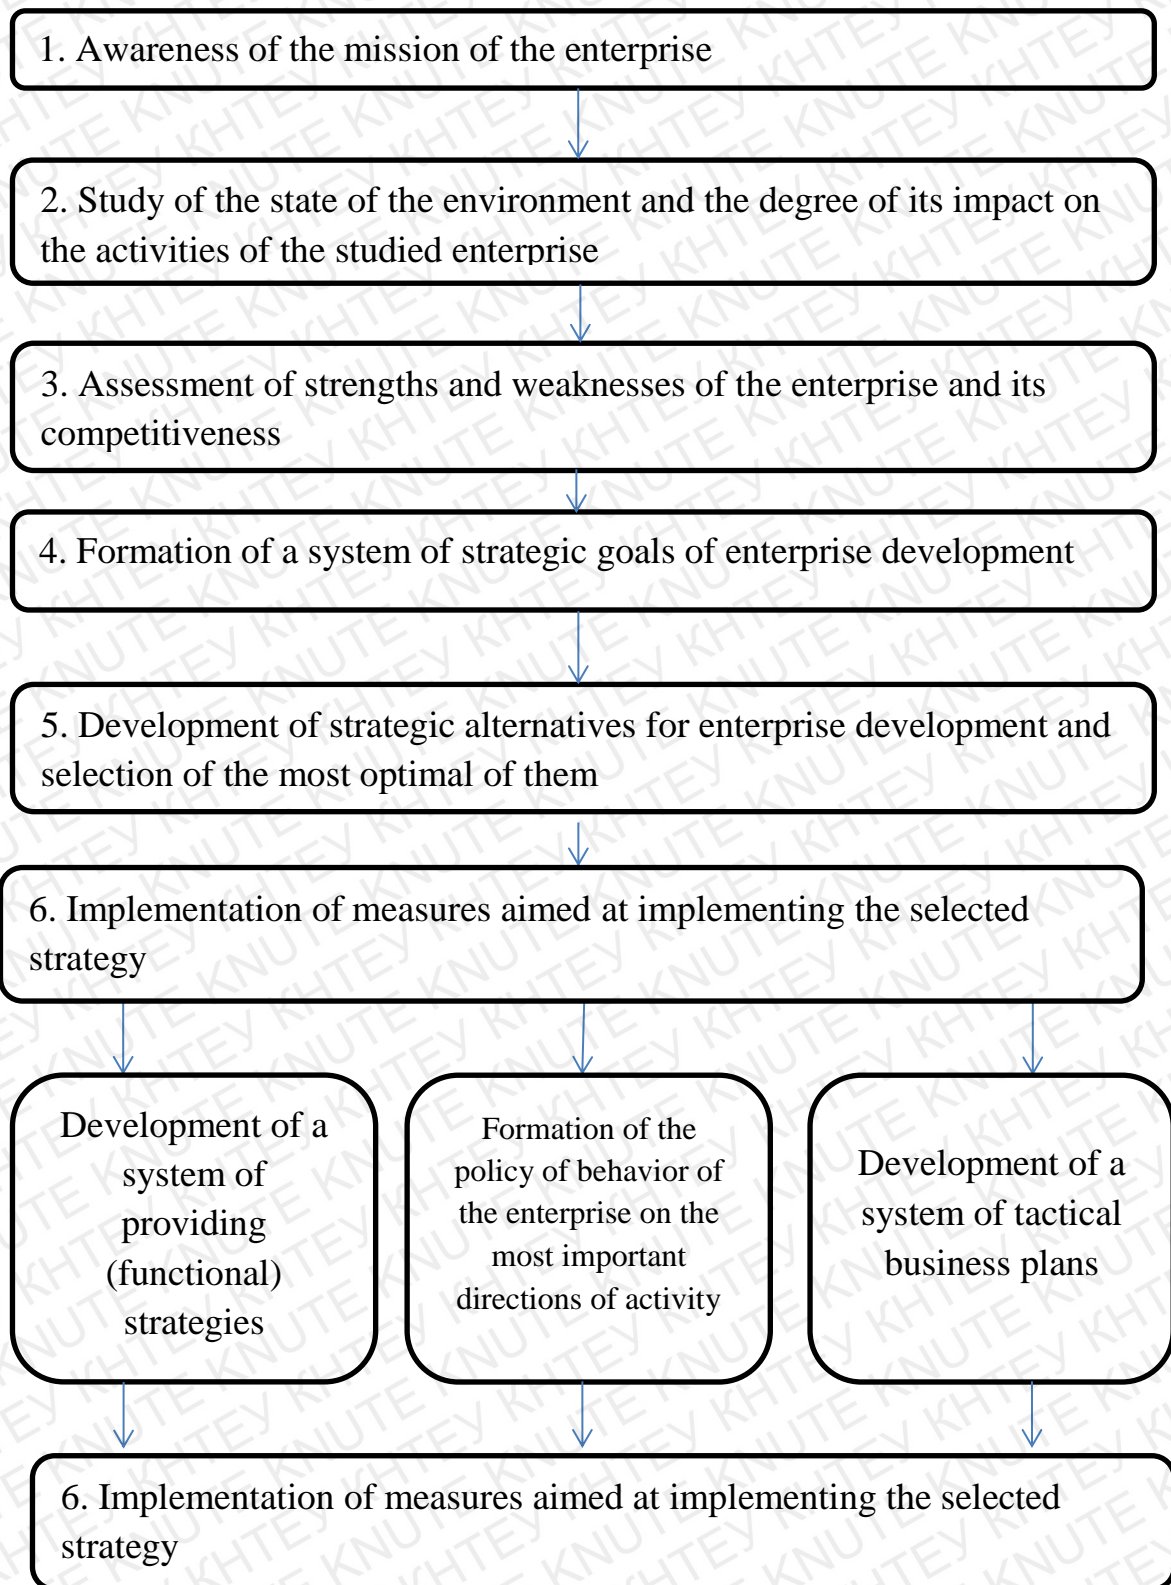 1. Awareness of the mission of the enterprise
2. Study of the state of the environment and the degree of its impact on
the activities of the studied enterprise
3. Assessment of strengths and weaknesses of the enterprise and its
competitiveness
4. Formation of a system of strategic goals of enterprise development
5. Development of strategic alternatives for enterprise development and
selection of the most optimal of them
6. Implementation of measures aimed at implementing the selected
strategy
Development of a
system of
providing
(functional)
strategies
Formation of the
policy of behavior of
the enterprise on the
most important
directions of activity
Development of a
system of tactical
business plans
6. Implementation of measures aimed at implementing the selected
strategy